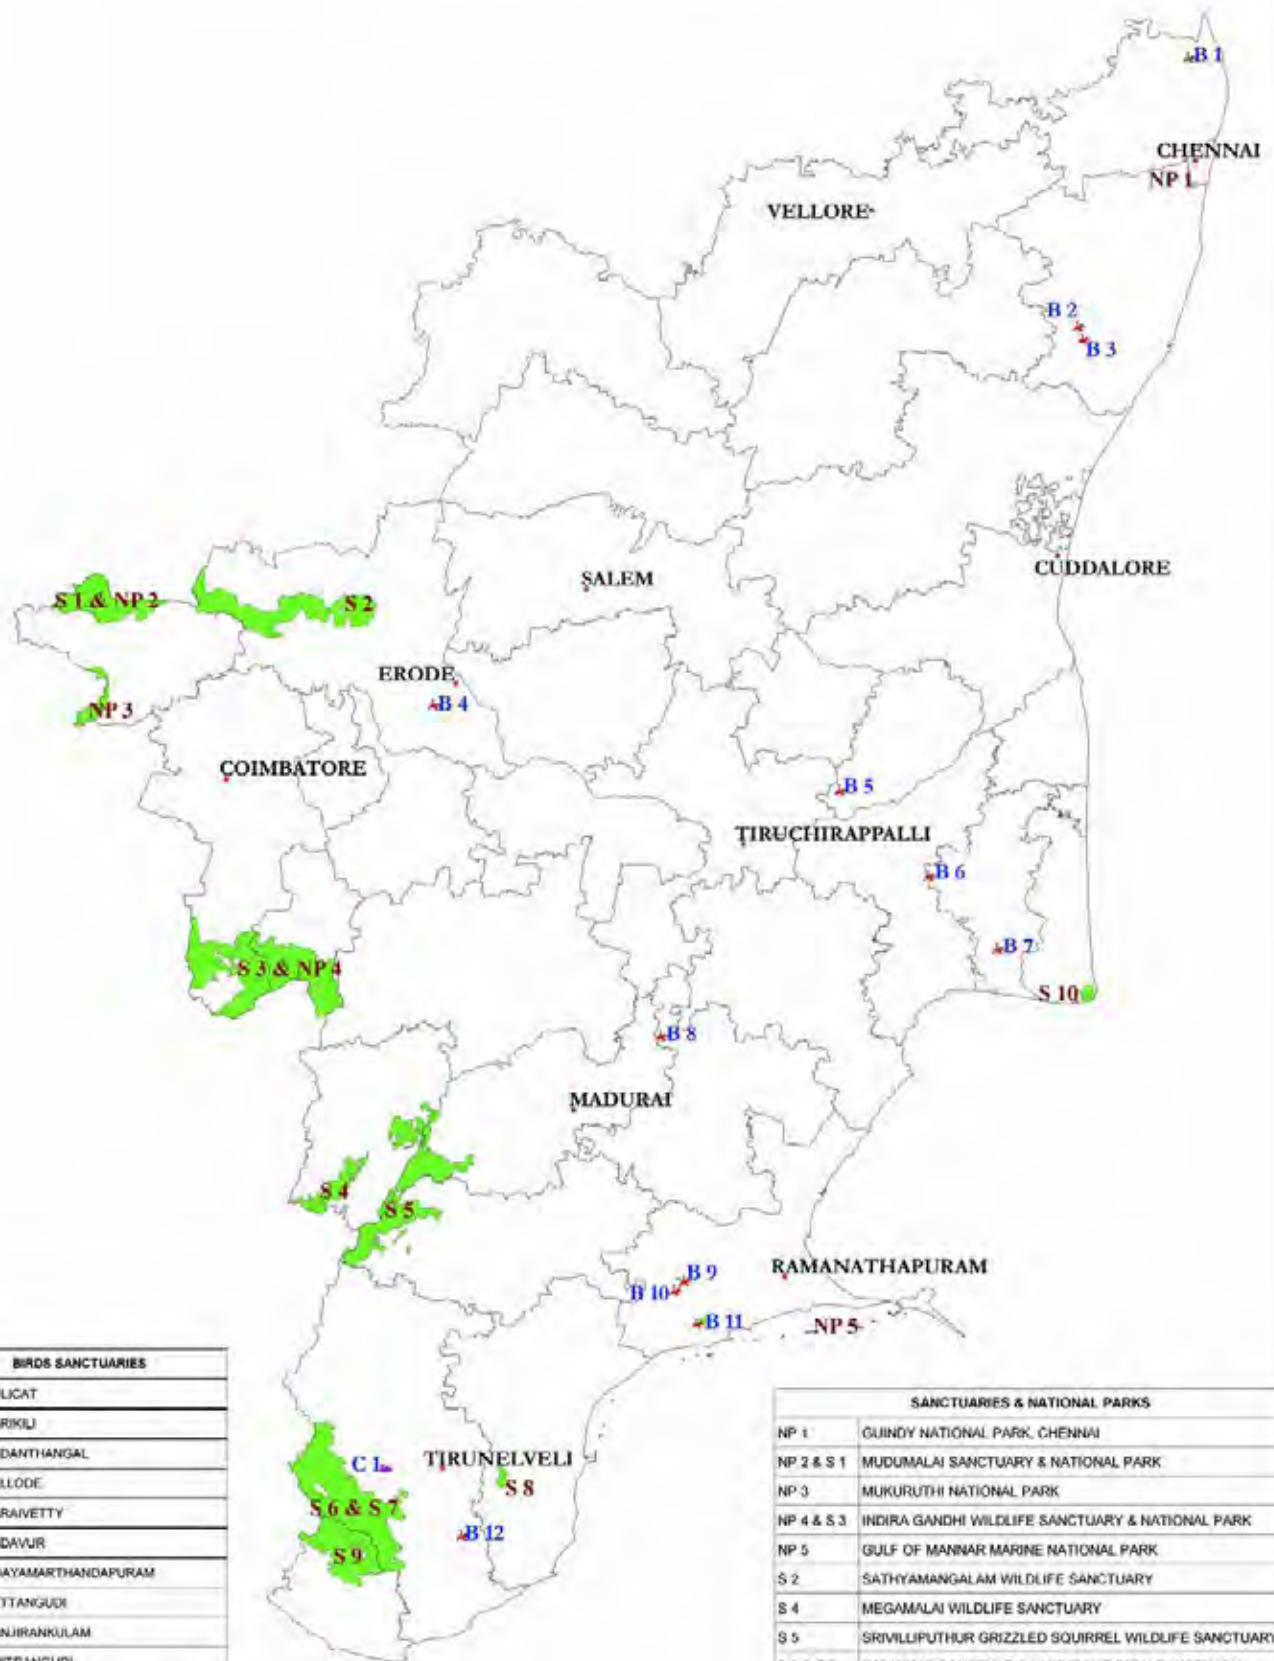 B 1
CHENNAI
NP 1
VELLORE
B 2
B 3
CUDDALORE
SALEM
S 1 & NP 2
S 2
ERODE
B 4
NP 3
COIMBATORE
B 5
TIRUCHIRAPPALLI
B 6
B 7
S 3 & NP 4
S 10
B 8
MADURAI
S 4
S 5
RAMANATHAPURAM
B 9
B 10
B 11
NP 5
TIRUNELVELI
C 1
S 8
S 6 & S 7
B 12
S 9
BIRDS SANCTUARIES
LICAT
RIKILI
DANTHANGAL
LLODE
RAIVETTY
DAVUR
AYAMARTHANDAPURAM
TTANGUDI
NJIRANKULAM
SANCTUARIES & NATIONAL PARKS
NP 1 GUINDY NATIONAL PARK, CHENNAI
NP 2 & S 1 MUDUMALAI SANCTUARY & NATIONAL PARK
NP 3 MUKURUTHI NATIONAL PARK
NP 4 & S 3 INDIRA GANDHI WILDLIFE SANCTUARY & NATIONAL PARK
NP 5 GULF OF MANNAR MARINE NATIONAL PARK
S 2 SATHYAMANGALAM WILDLIFE SANCTUARY
S 4 MEGAMALAI WILDLIFE SANCTUARY
S 5 SRIVILLIPUTHUR GRIZZLED SQUIRREL WILDLIFE SANCTUARY